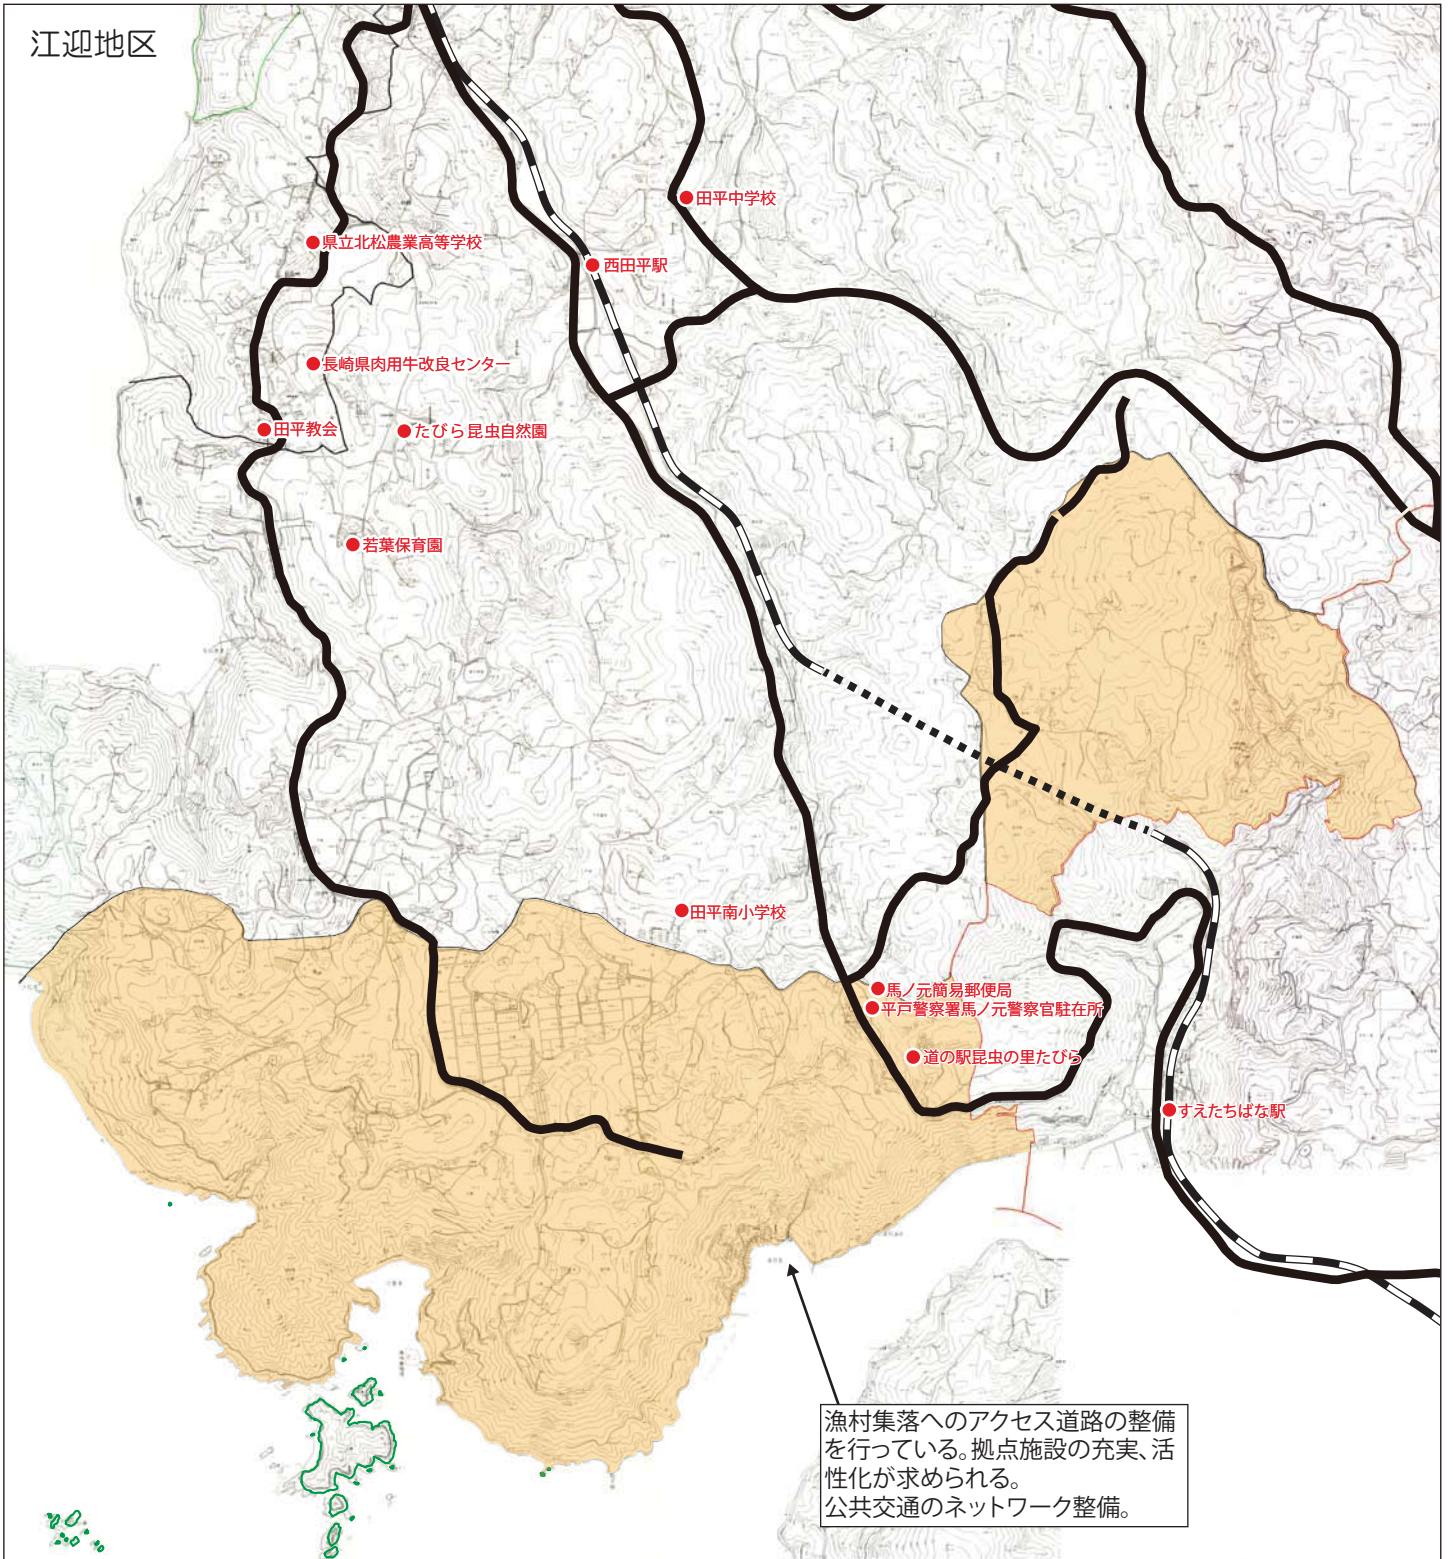 江迎地区
田平中学校
県立北松農業高等学校
西田平駅
長崎県肉用牛改良センター
田平教会
たびら昆虫自然園
若葉保育園
田平南小学校
馬ノ元簡易郵便局
平戸警察署馬ノ元警察官駐在所
道の駅昆虫の里たびら
すえたちばな駅
漁村集落へのアクセス道路の整備
を行っている。拠点施設の充実、活
性化が求められる。
公共交通のネットワーク整備。